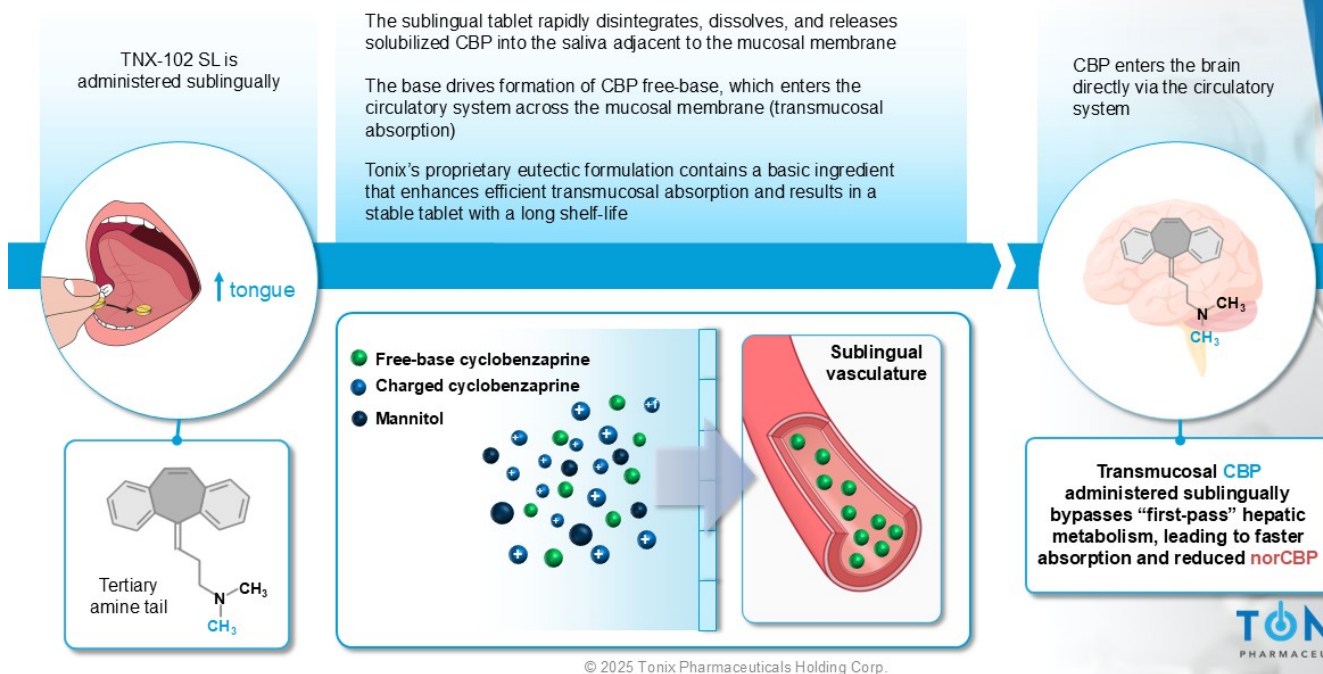 TNX-102 SL is
administered sublingually
The sublingual tablet rapidly disintegrates, dissolves, and releases
solubilized CBP into the saliva adjacent to the mucosal membrane
The base drives formation of CBP free-base, which enters the
circulatory system across the mucosal membrane (transmucosal
absorption)
Tonix's proprietary eutectic formulation contains a basic ingredient
that enhances efficient transmucosal absorption and results in a
stable tablet with a long shelf-life
CBP enters the brain
directly via the circulatory
system
tongue
Free-base cyclobenzaprine
Charged cyclobenzaprine
Mannitol
Sublingual
vasculature
N
CH3
CH3
Tertiary
amine tail
N
CH3
CH3
Transmucosal CBP
administered sublingually
bypasses “first-pass” hepatic
metabolism, leading to faster
absorption and reduced norCBP
© 2025 Tonix Pharmaceuticals Holding Corp.